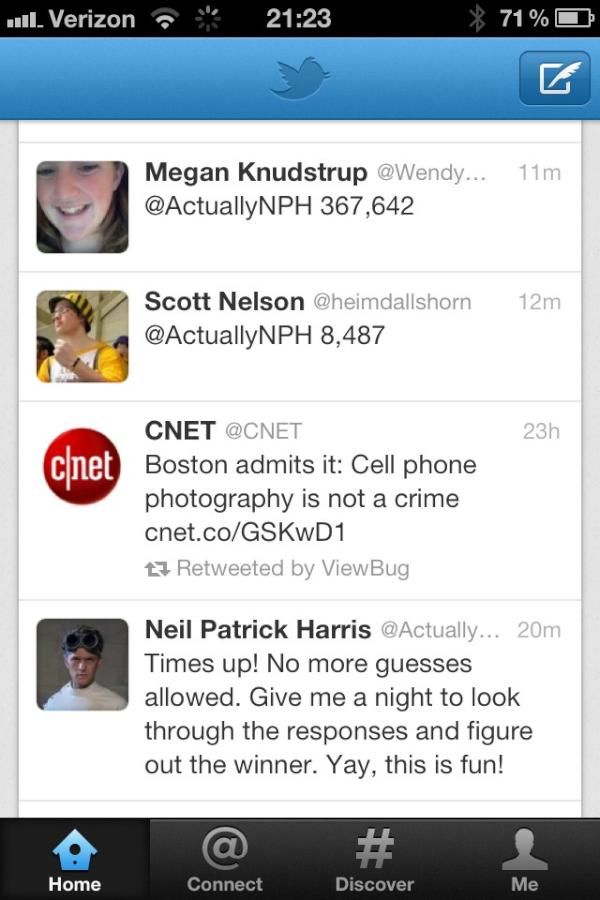 Verizon 21:23 71%
Megan Knudstrup @Wendy... 11m
@ActuallyNPH 367,642
Scott Nelson @heimdallshorn 12m
@ActuallyNPH 8,487
CNET @CNET 23h
c|net
Boston admits it: Cell phone
photography is not a crime
cnet.co/GSKwD1
Retweeted by ViewBug
Neil Patrick Harris @Actually... 20m
Times up! No more guesses
allowed. Give me a night to look
through the responses and figure
out the winner. Yay, this is fun!
@ #
Home Connect Discover Me